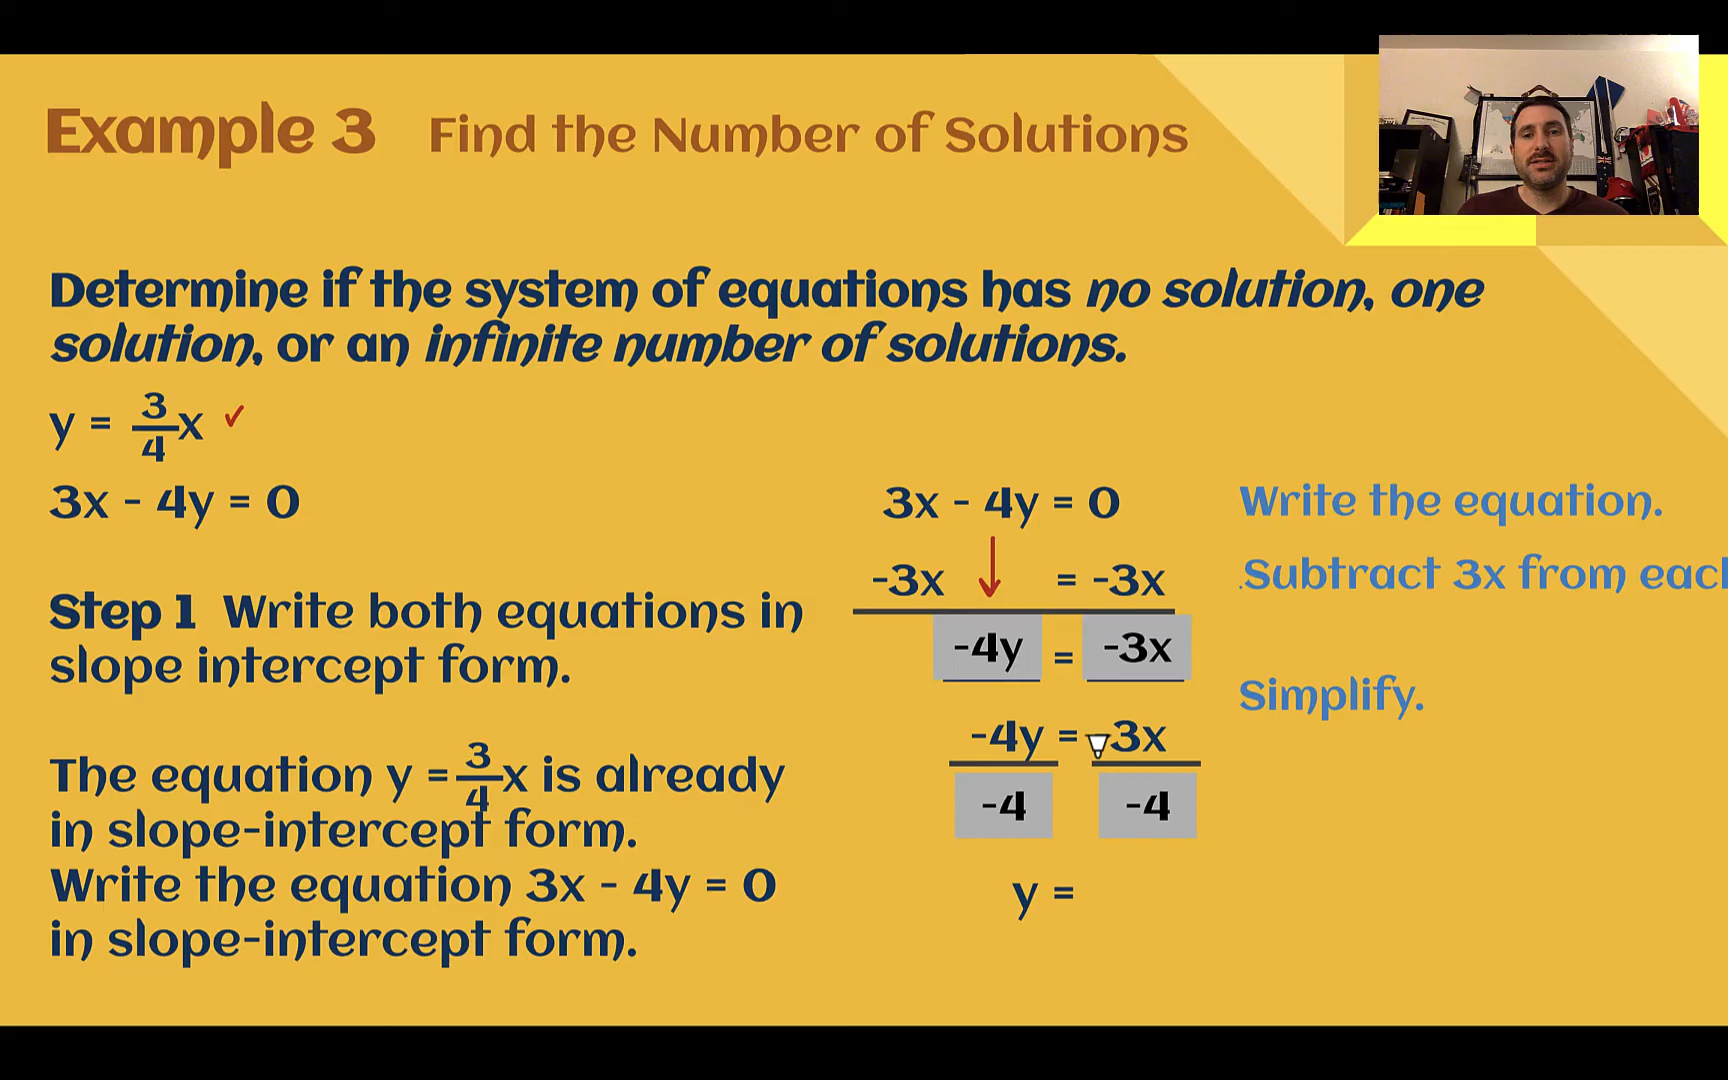 Example 3 Find the Number of Solutions
Determine if the system of equations has no solution, one
solution, or an infinite number of solutions.
y = 3/4 x ✓
3x - 4y = 0
Step 1 Write both equations in
slope intercept form.
The equation y = 3/4 x is already
in slope-intercept form.
Write the equation 3x - 4y = 0
in slope-intercept form.
3x - 4y = 0
-3x ↓ = -3x
-4y = -3x
-4y = -3x
-4 -4
y =
Write the equation.
.Subtract 3x from each
Simplify.